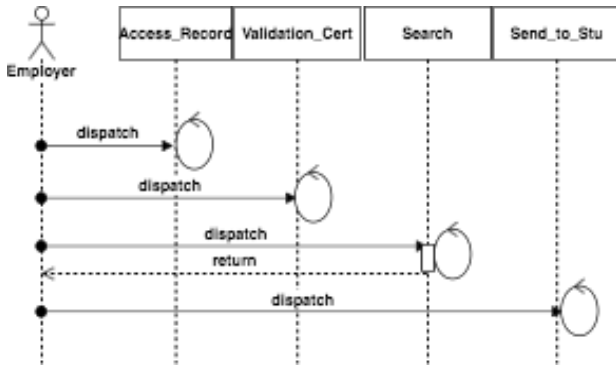 Access_Record
Validation_Cert
Search
Send_to_Stu
Employer
dispatch
dispatch
dispatch
return
dispatch